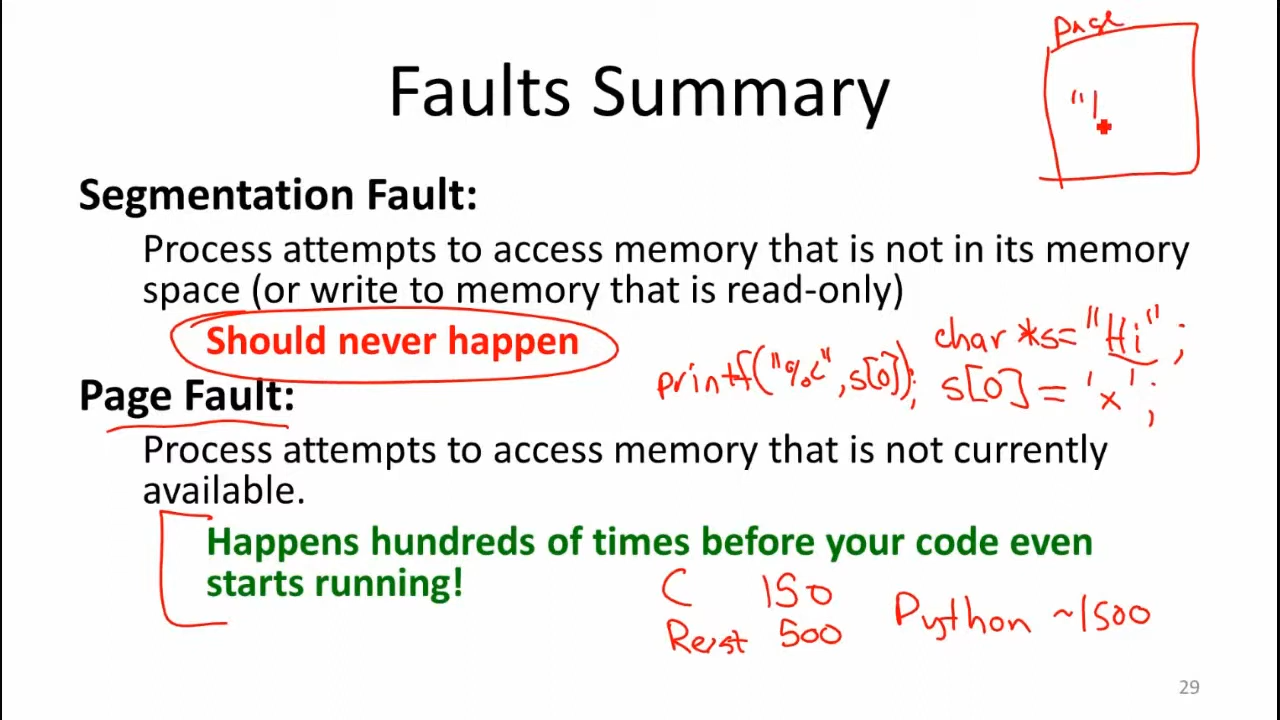 page
"
Faults Summary
Segmentation Fault:
Process attempts to access memory that is not in its memory
space (or write to memory that is read-only)
Should never happen
char *s= "Hi" ;
printf("%c", s[0]); s[0] = 'x' ;
Page Fault:
Process attempts to access memory that is not currently
available.
Happens hundreds of times before your code even
starts running!
C 150
Rust 500
Python ~1500
29